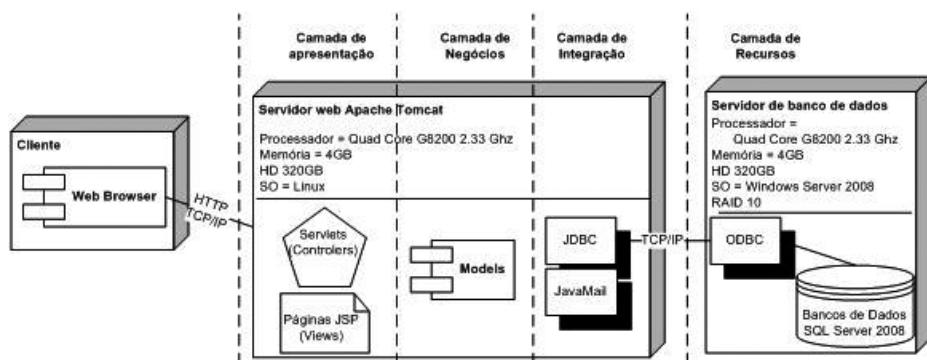 Camada de
apresentação
Camada de
Negócios
Camada de
Integração
Camada de
Recursos
Cliente
Web Browser
HTTP
TCP/IP
Servidor web Apache Tomcat
Processador = Quad Core G8200 2.33 Ghz
Memória = 4GB
HD 320GB
SO = Linux
Servlets
(Controlers)
Páginas JSP
(Views)
Models
JDBC
JavaMail
TCP/IP
Servidor de banco de dados
Processador =
Quad Core G8200 2.33 Ghz
Memória = 4GB
HD 320GB
SO = Windows Server 2008
RAID 10
ODBC
Bancos de Dados
SQL Server 2008